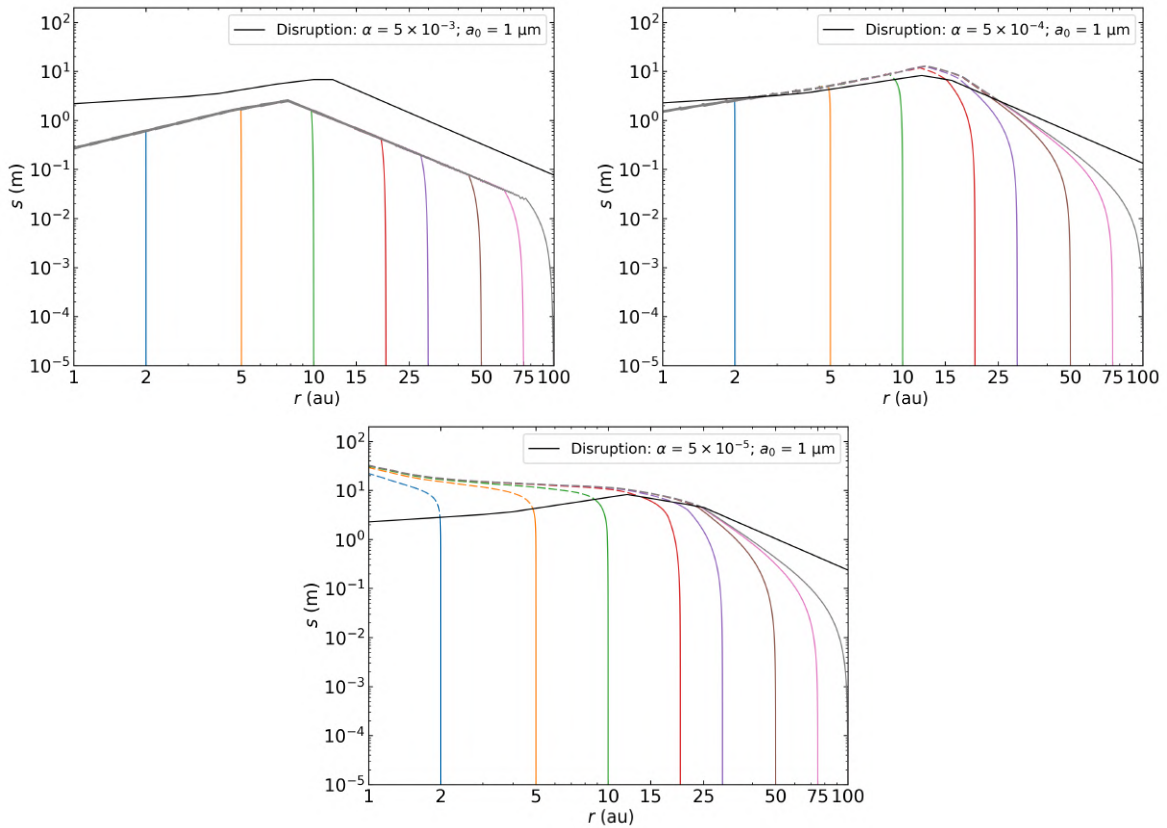 Disruption: α = 5 × 10⁻³; a₀ = 1 μm
10²
10¹
10⁰
10⁻¹
10⁻²
10⁻³
10⁻⁴
10⁻⁵
s (m)
1 2 5 10 15 25 50 75 100
r (au)
Disruption: α = 5 × 10⁻⁴; a₀ = 1 μm
10²
10¹
10⁰
10⁻¹
10⁻²
10⁻³
10⁻⁴
10⁻⁵
s (m)
1 2 5 10 15 25 50 75 100
r (au)
Disruption: α = 5 × 10⁻⁵; a₀ = 1 μm
10²
10¹
10⁰
10⁻¹
10⁻²
10⁻³
10⁻⁴
10⁻⁵
s (m)
1 2 5 10 15 25 50 75 100
r (au)